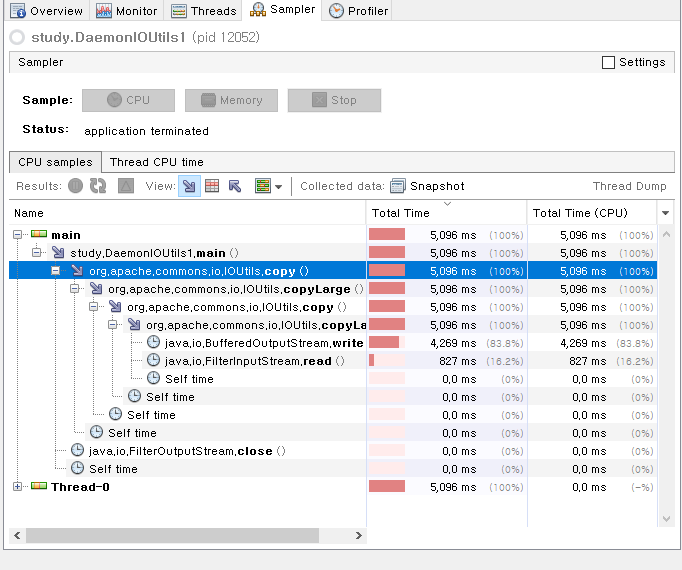 Overview Monitor Threads Sampler Profiler
study.DaemonIOUtils1 (pid 12052)
Sampler Settings
Sample: CPU Memory Stop
Status: application terminated
CPU samples Thread CPU time
Results: View: Collected data: Snapshot Thread Dump
Name Total Time Total Time (CPU)
main 5,096 ms (100%) 5,096 ms (100%)
study,DaemonIOUtils1,main () 5,096 ms (100%) 5,096 ms (100%)
org,apache,commons,io,IOUtils,copy () 5,096 ms (100%) 5,096 ms (100%)
org,apache,commons,io,IOUtils,copyLarge () 5,096 ms (100%) 5,096 ms (100%)
org,apache,commons,io,IOUtils,copy () 5,096 ms (100%) 5,096 ms (100%)
org,apache,commons,io,IOUtils,copyLa 5,096 ms (100%) 5,096 ms (100%)
java,io,BufferedOutputStream,write 4,269 ms (83.8%) 4,269 ms (83.8%)
java,io,FilterInputStream,read () 827 ms (16.2%) 827 ms (16.2%)
Self time 0,0 ms (0%) 0,0 ms (0%)
Self time 0,0 ms (0%) 0,0 ms (0%)
Self time 0,0 ms (0%) 0,0 ms (0%)
Self time 0,0 ms (0%) 0,0 ms (0%)
java,io,FilterOutputStream,close () 0,0 ms (0%) 0,0 ms (0%)
Self time 0,0 ms (0%) 0,0 ms (0%)
Thread-0 5,096 ms (100%) 0,0 ms (-%)